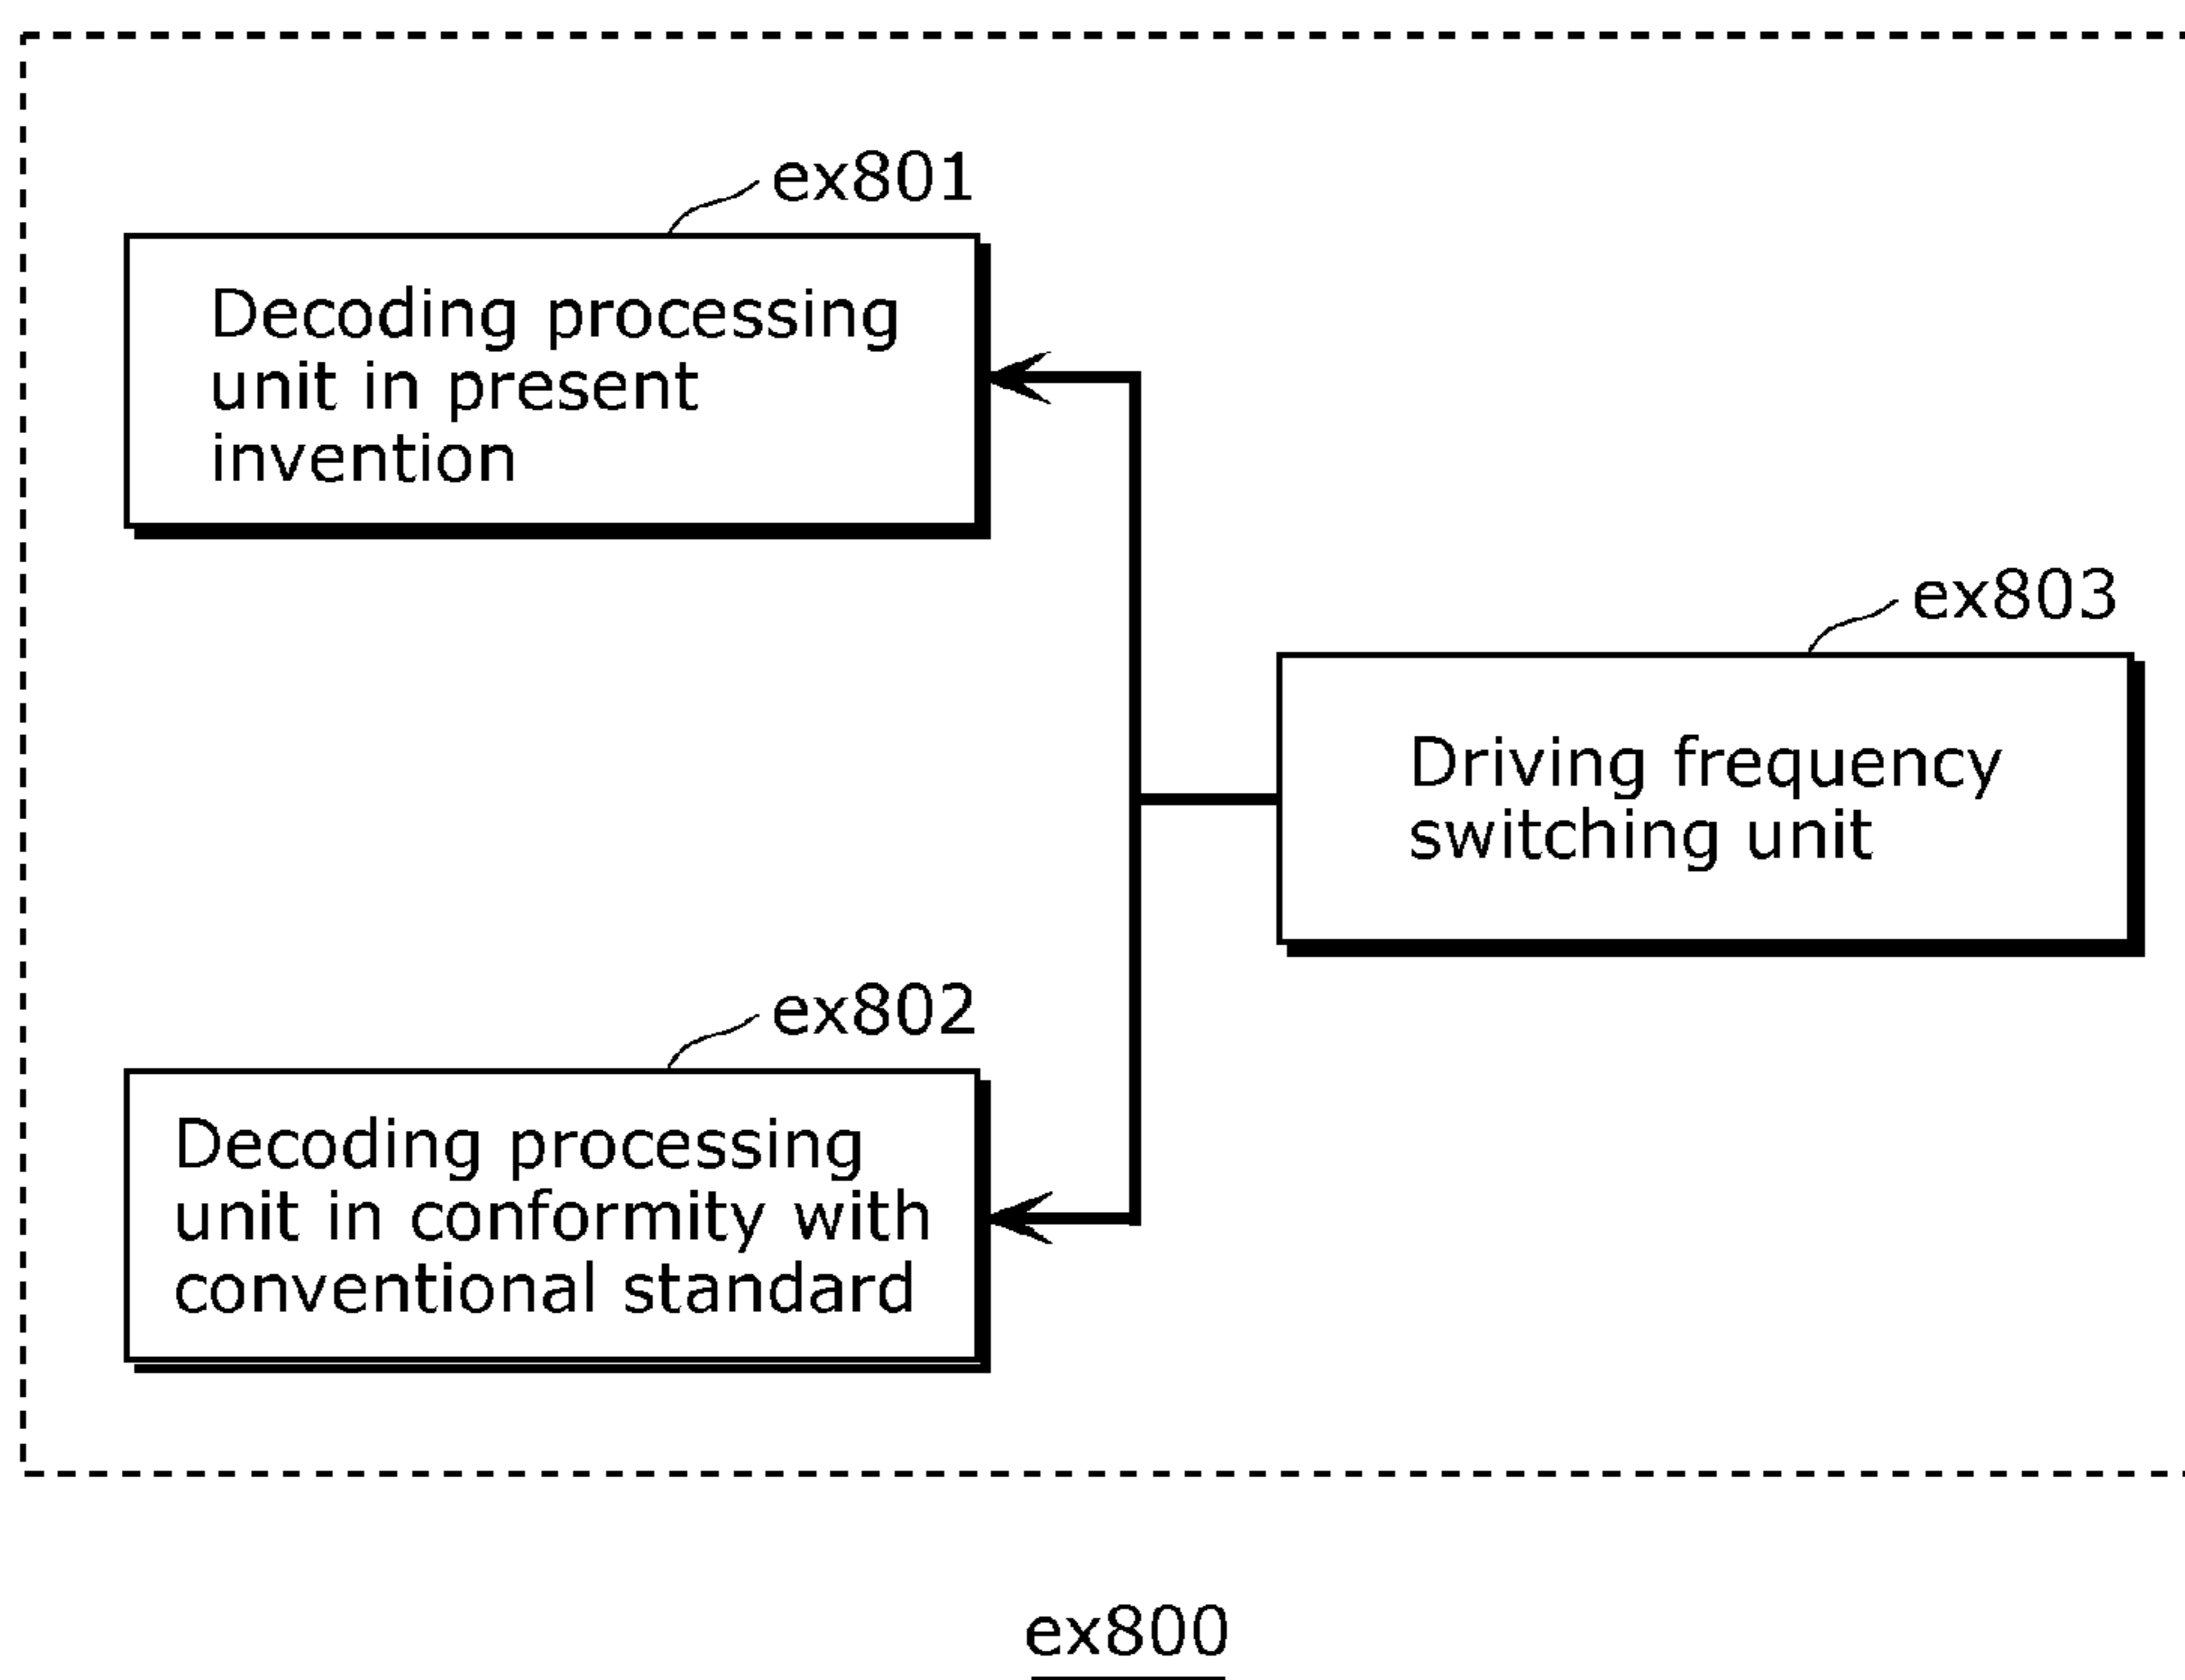 ex801
Decoding processing
unit in present
invention
ex803
Driving frequency
switching unit
ex802
Decoding processing
unit in conformity with
conventional standard
ex800